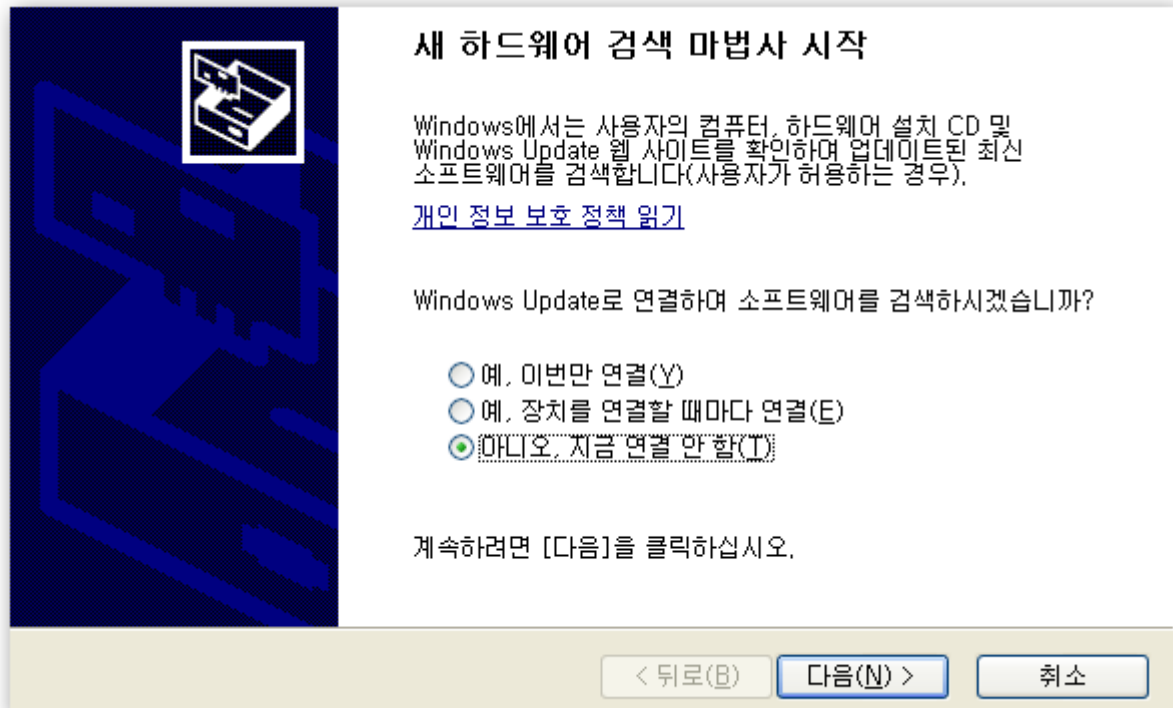 새 하드웨어 검색 마법사 시작
Windows에서는 사용자의 컴퓨터, 하드웨어 설치 CD 및
Windows Update 웹 사이트를 확인하여 업데이트된 최신
소프트웨어를 검색합니다(사용자가 허용하는 경우).
개인 정보 보호 정책 읽기
Windows Update로 연결하여 소프트웨어를 검색하시겠습니까?
예, 이번만 연결(Y)
예, 장치를 연결할 때마다 연결(E)
아니오, 지금 연결 안 함(T)
계속하려면 [다음]을 클릭하십시오.
< 뒤로(B) 다음(N) > 취소